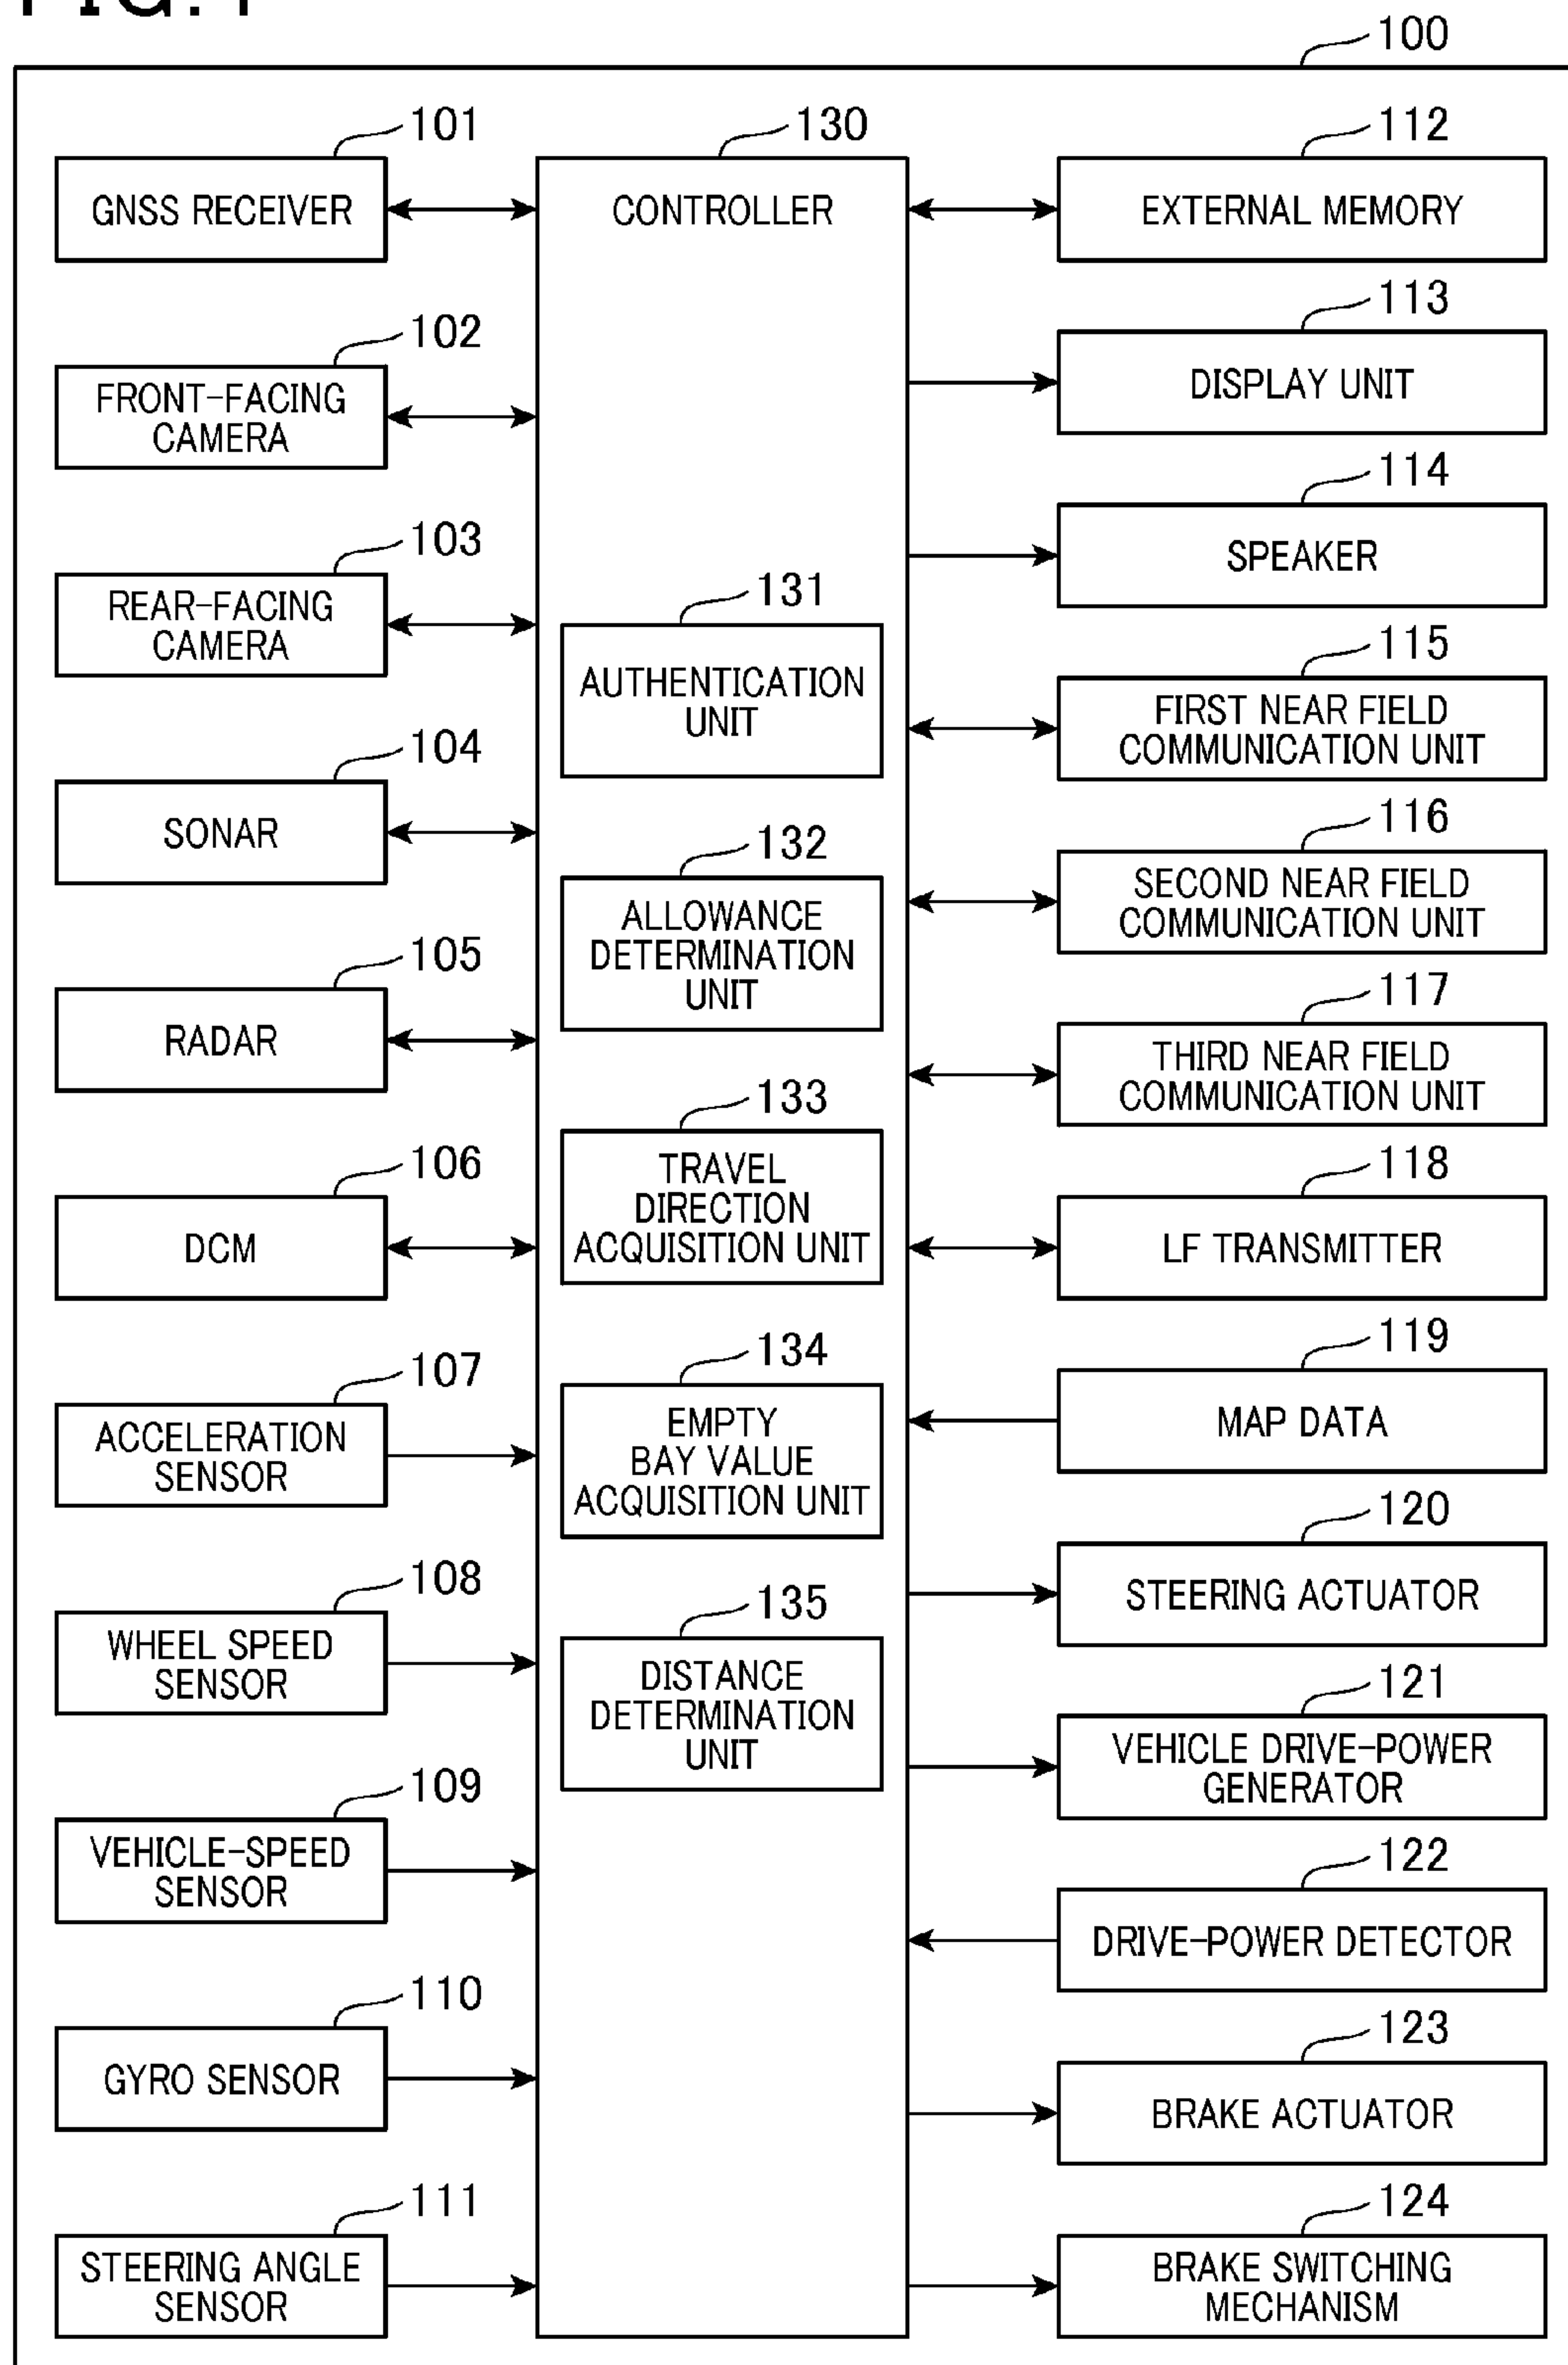 FIG.1
100
101
GNSS RECEIVER
102
FRONT-FACING
CAMERA
103
REAR-FACING
CAMERA
104
SONAR
105
RADAR
106
DCM
107
ACCELERATION
SENSOR
108
WHEEL SPEED
SENSOR
109
VEHICLE-SPEED
SENSOR
110
GYRO SENSOR
111
STEERING ANGLE
SENSOR
130
CONTROLLER
131
AUTHENTICATION
UNIT
132
ALLOWANCE
DETERMINATION
UNIT
133
TRAVEL
DIRECTION
ACQUISITION UNIT
134
EMPTY
BAY VALUE
ACQUISITION UNIT
135
DISTANCE
DETERMINATION
UNIT
112
EXTERNAL MEMORY
113
DISPLAY UNIT
114
SPEAKER
115
FIRST NEAR FIELD
COMMUNICATION UNIT
116
SECOND NEAR FIELD
COMMUNICATION UNIT
117
THIRD NEAR FIELD
COMMUNICATION UNIT
118
LF TRANSMITTER
119
MAP DATA
120
STEERING ACTUATOR
121
VEHICLE DRIVE-POWER
GENERATOR
122
DRIVE-POWER DETECTOR
123
BRAKE ACTUATOR
124
BRAKE SWITCHING
MECHANISM